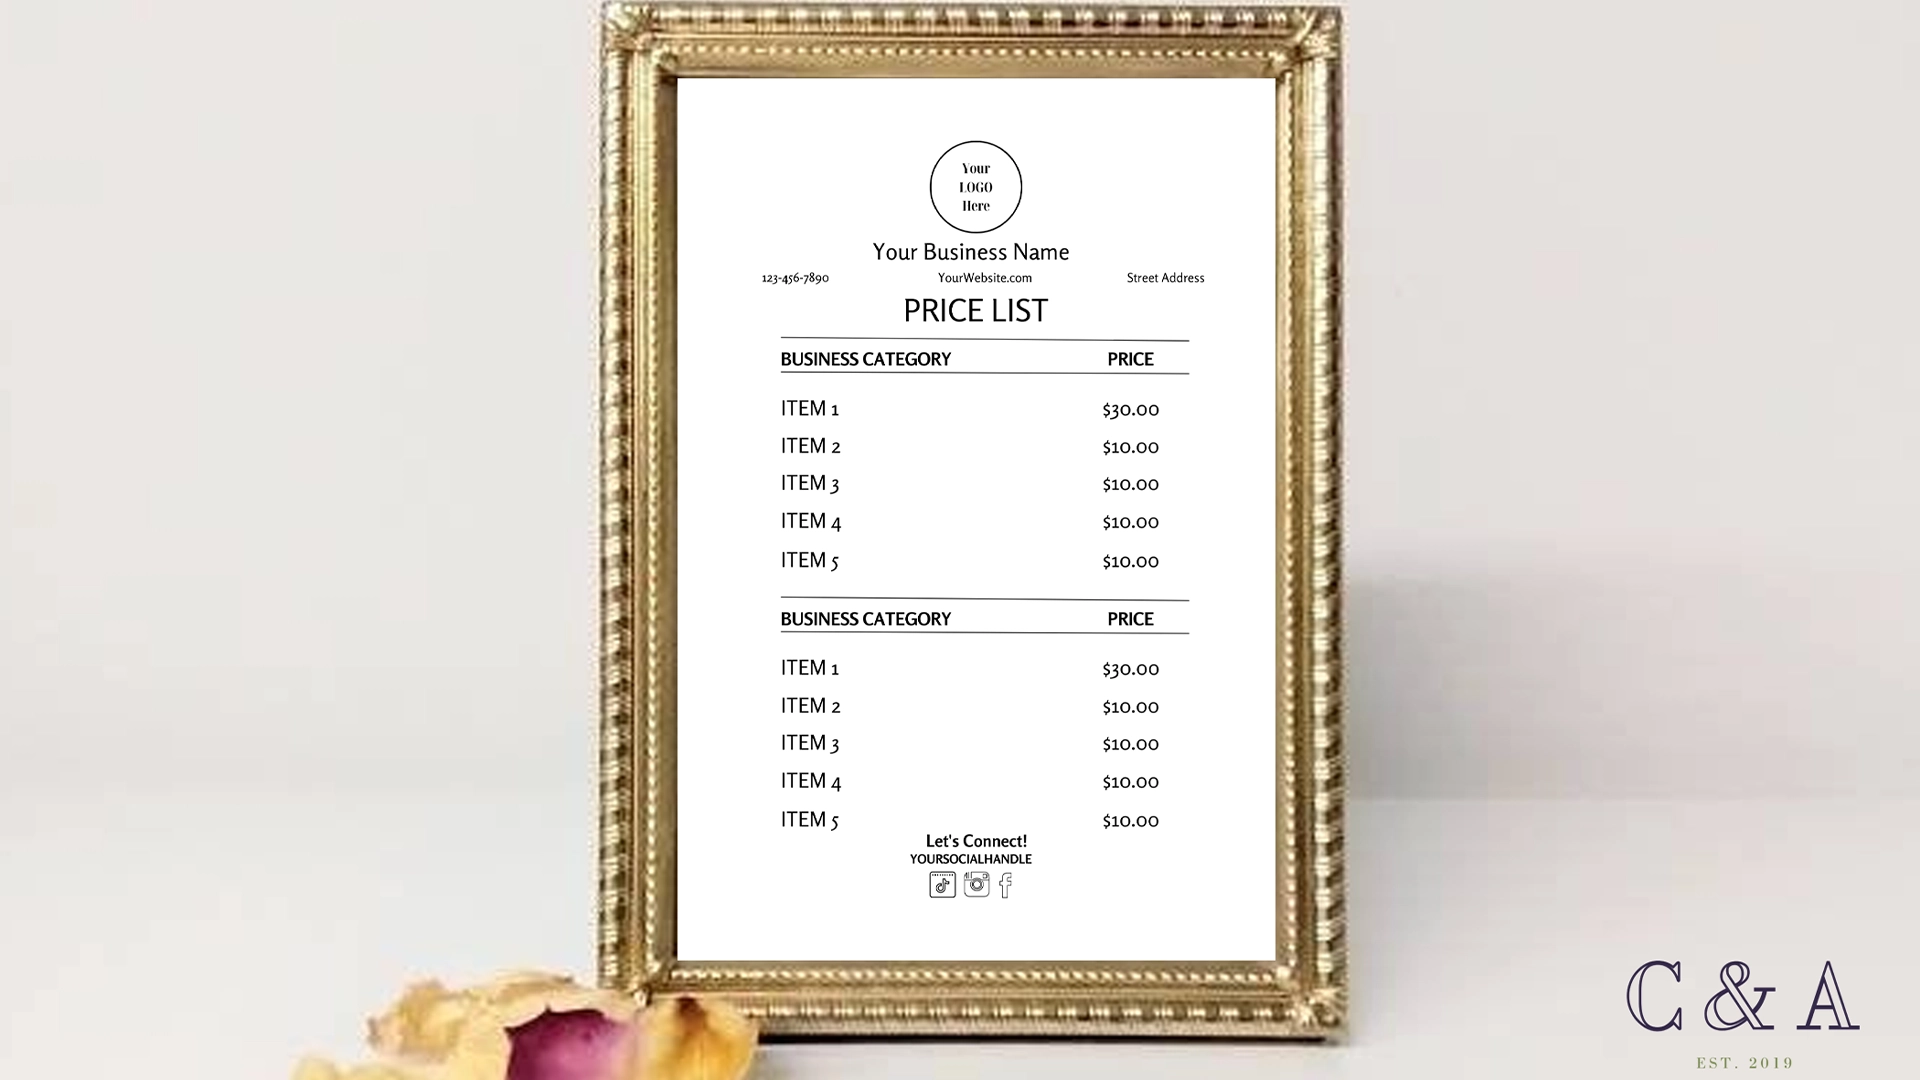 Your
LOGO
Here
Your Business Name
123-456-7890 YourWebsite.com Street Address
PRICE LIST
BUSINESS CATEGORY PRICE
ITEM 1 $30.00
ITEM 2 $10.00
ITEM 3 $10.00
ITEM 4 $10.00
ITEM 5 $10.00
BUSINESS CATEGORY PRICE
ITEM 1 $30.00
ITEM 2 $10.00
ITEM 3 $10.00
ITEM 4 $10.00
ITEM 5 $10.00
Let's Connect!
YOURSOCIALHANDLE
C & A
EST. 2019